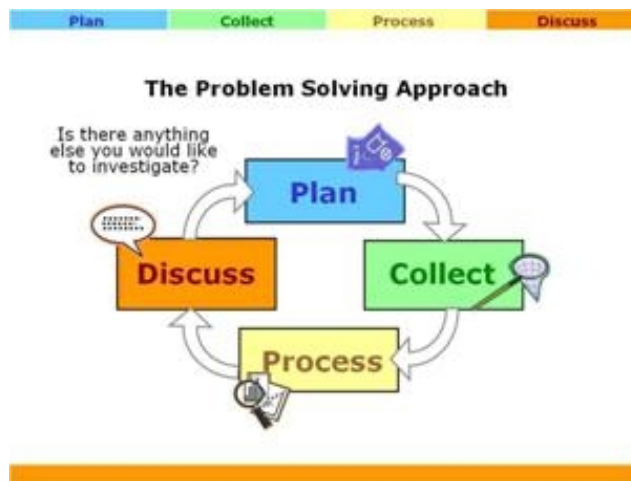 Plan Collect Process Discuss
The Problem Solving Approach
Is there anything
else you would like
to investigate?
Plan
Discuss
Collect
Process